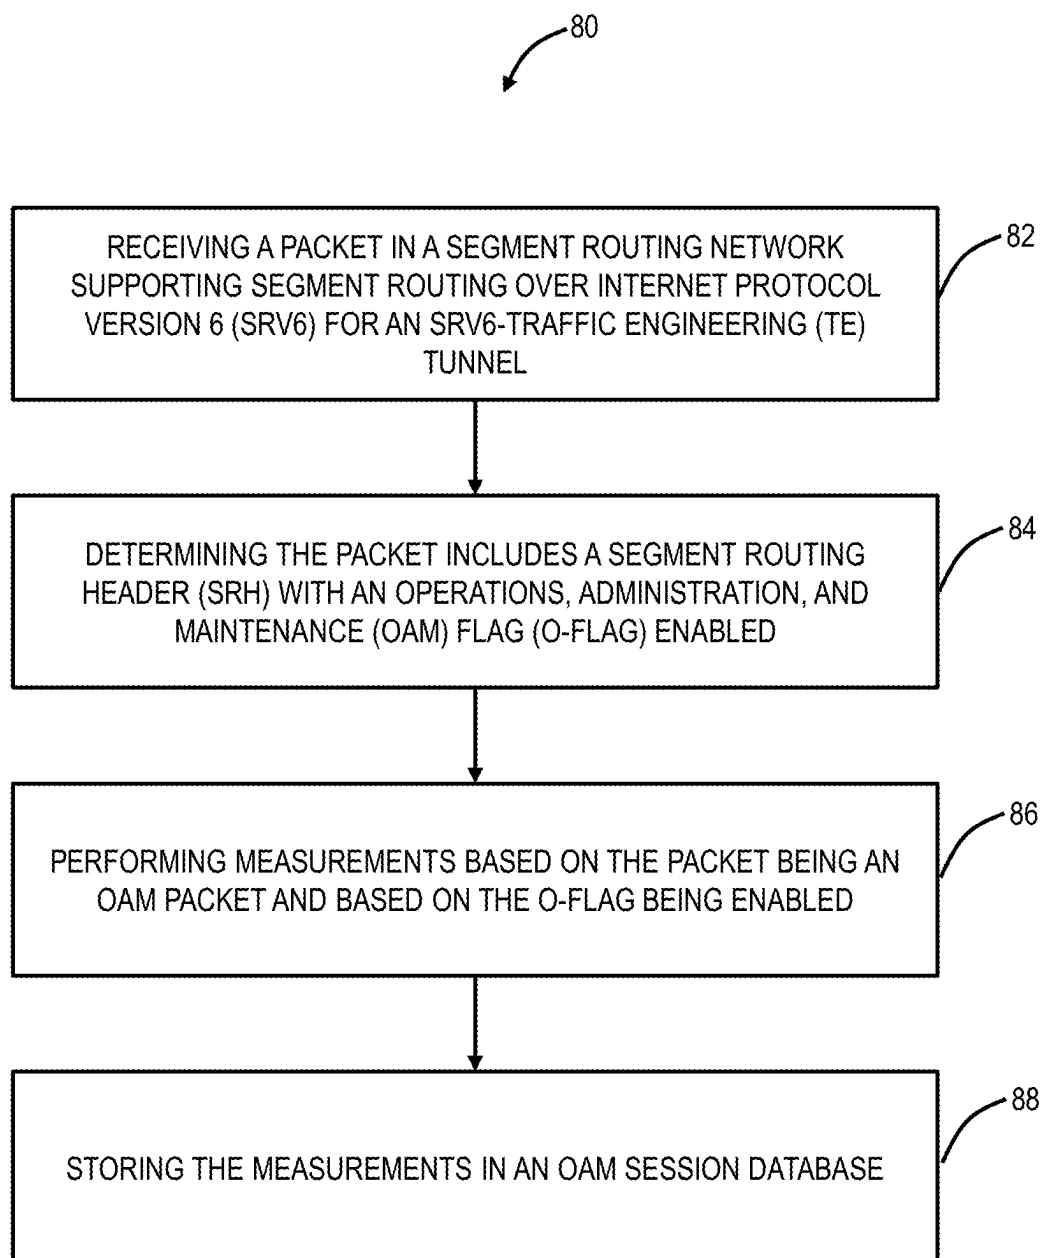 80
RECEIVING A PACKET IN A SEGMENT ROUTING NETWORK
SUPPORTING SEGMENT ROUTING OVER INTERNET PROTOCOL
VERSION 6 (SRV6) FOR AN SRV6-TRAFFIC ENGINEERING (TE)
TUNNEL
82
DETERMINING THE PACKET INCLUDES A SEGMENT ROUTING
HEADER (SRH) WITH AN OPERATIONS, ADMINISTRATION, AND
MAINTENANCE (OAM) FLAG (O-FLAG) ENABLED
84
PERFORMING MEASUREMENTS BASED ON THE PACKET BEING AN
OAM PACKET AND BASED ON THE O-FLAG BEING ENABLED
86
STORING THE MEASUREMENTS IN AN OAM SESSION DATABASE
88